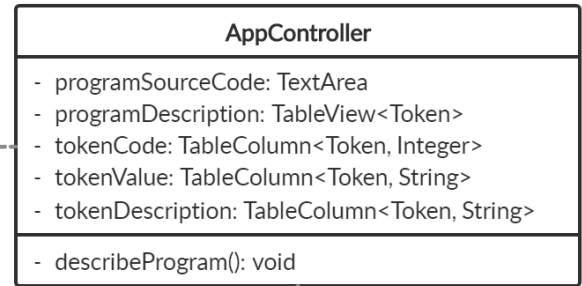 AppController
- programSourceCode: TextArea
- programDescription: TableView<Token>
- tokenCode: TableColumn<Token, Integer>
- tokenValue: TableColumn<Token, String>
- tokenDescription: TableColumn<Token, String>
- describeProgram(): void